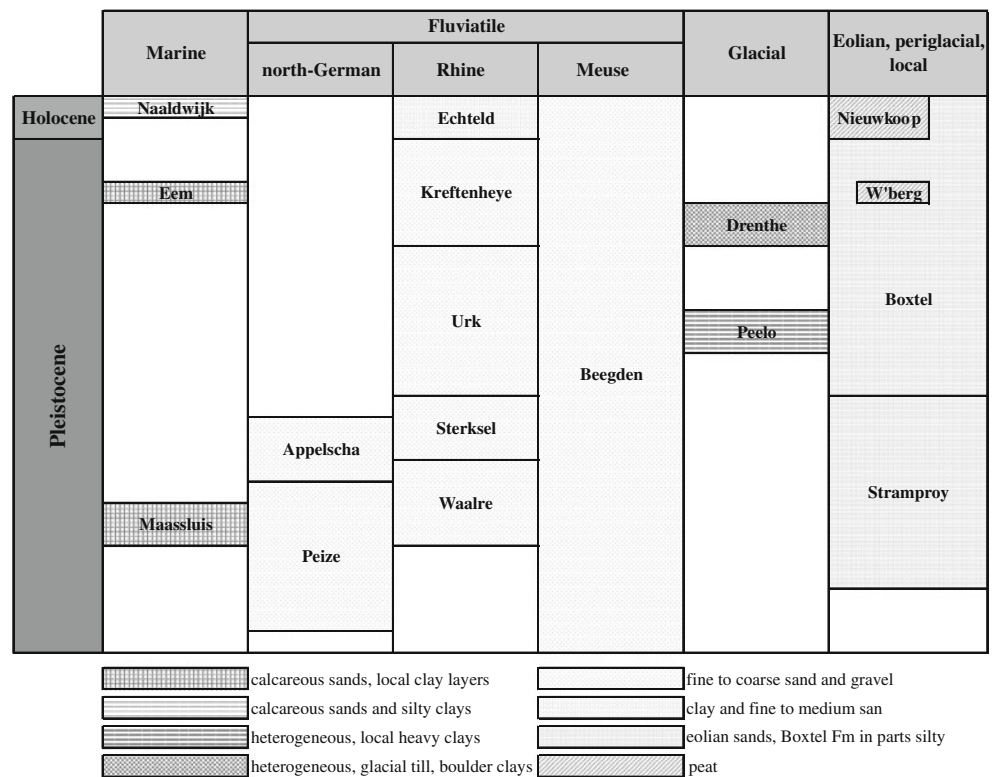 Fluviatile
Marine
Glacial
Eolian, periglacial,
local
north-German
Rhine
Meuse
Holocene
Naaldwijk
Echteld
Nieuwkoop
Pleistocene
Eem
Kreftenheye
W'berg
Drenthe
Boxtel
Urk
Peelo
Beegden
Appelscha
Sterksel
Stramproy
Waalre
Maassluis
Peize
calcareous sands, local clay layers
fine to coarse sand and gravel
calcareous sands and silty clays
clay and fine to medium san
heterogeneous, local heavy clays
eolian sands, Boxtel Fm in parts silty
heterogeneous, glacial till, boulder clays
peat